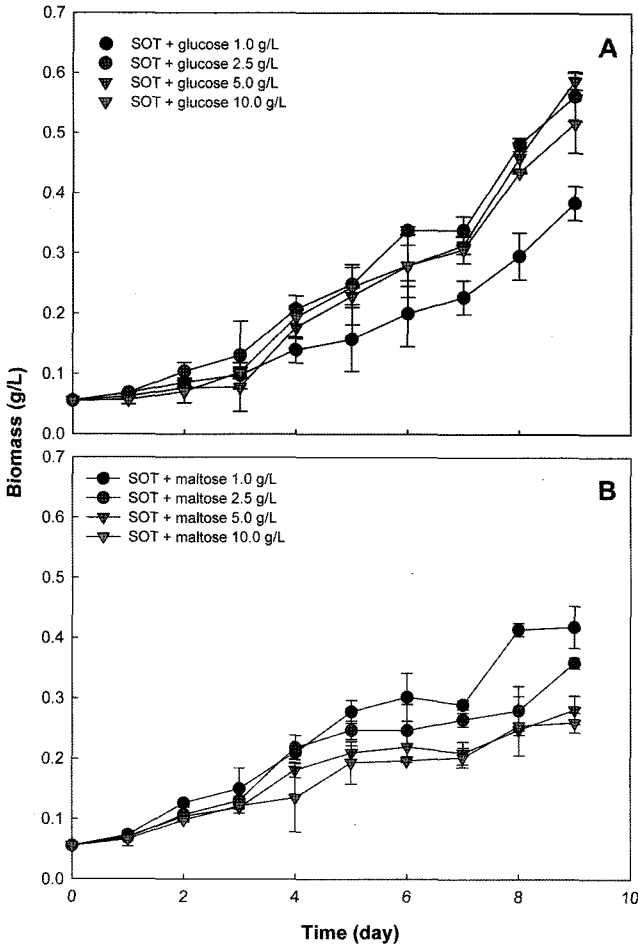 0.7
A
SOT + glucose 1.0 g/L
SOT + glucose 2.5 g/L
SOT + glucose 5.0 g/L
SOT + glucose 10.0 g/L
0.6
0.5
0.4
0.3
0.2
0.1
0.0
Biomass (g/L)
0.7
B
SOT + maltose 1.0 g/L
SOT + maltose 2.5 g/L
SOT + maltose 5.0 g/L
SOT + maltose 10.0 g/L
0.6
0.5
0.4
0.3
0.2
0.1
0.0
0 2 4 6 8 10
Time (day)